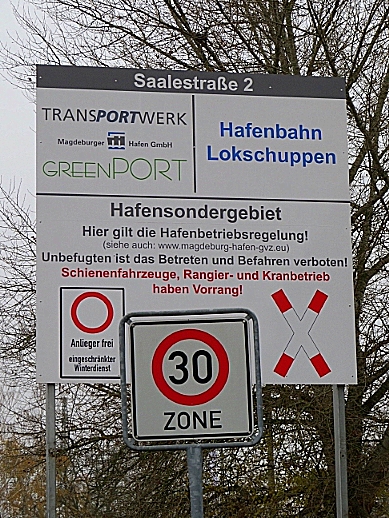 Saalestraße 2
TRANSPORTWERK
Magdeburger Hafen GmbH
GREENPORT
Hafenbahn
Lokschuppen
Hafensondergebiet
Hier gilt die Hafenbetriebsregelung!
(siehe auch: www.magdeburg-hafen-gvz.eu)
Unbefugten ist das Betreten und Befahren verboten!
Schienenfahrzeuge, Rangier- und Kranbetrieb
haben Vorrang!
Anlieger frei
eingeschränkter
Winterdienst
30
ZONE